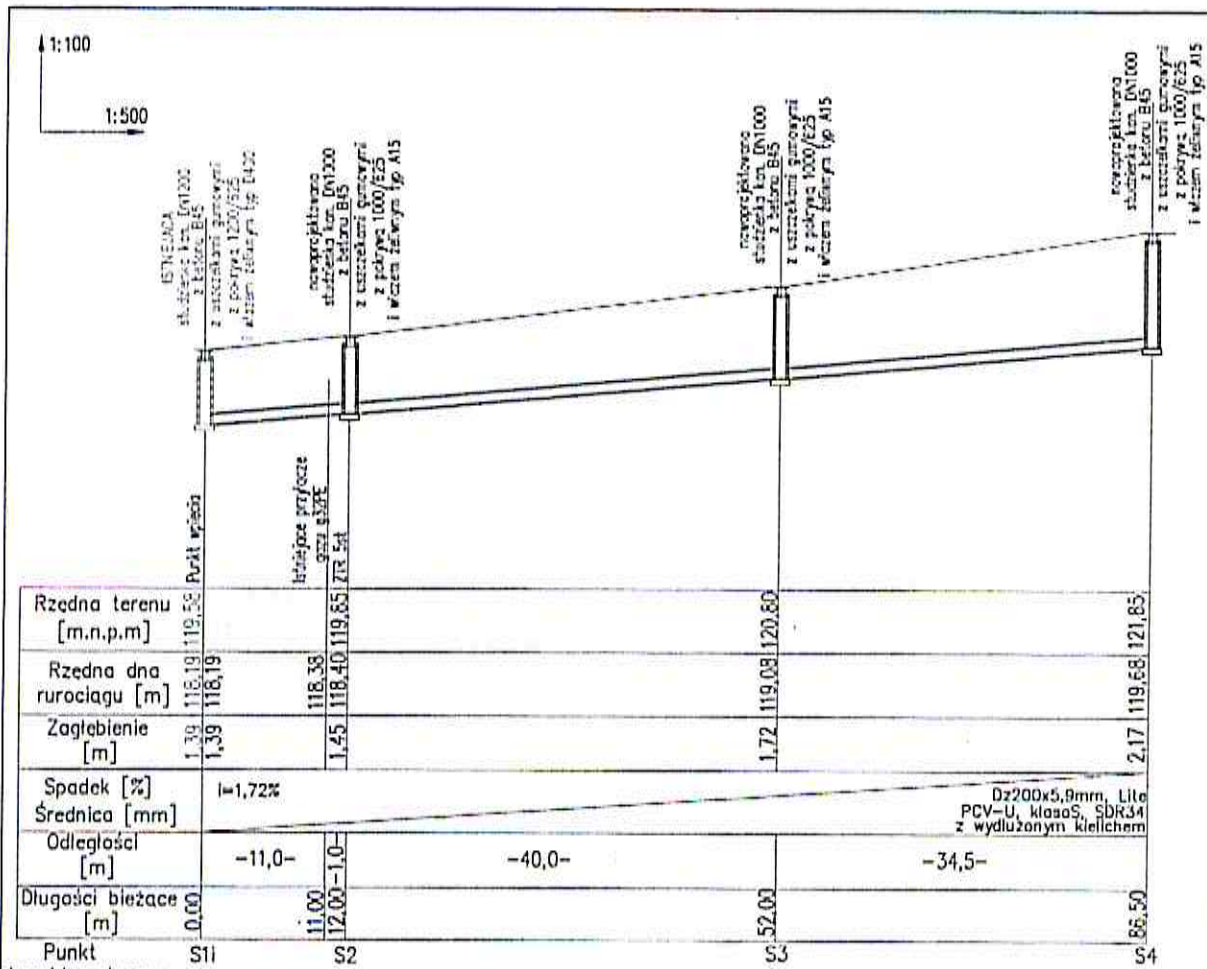 1:100
1:500
ISTNIEJĄCA
studzienka kan. DN1200
z betonu B45
z uszczelkami gumowymi
z pokrywą 1200/625
i włazem żeliwnym typ D400
nowoprojektowana
studzienka kan. DN1000
z betonu B45
z uszczelkami gumowymi
z pokrywą 1000/625
i włazem żeliwnym typ A15
nowoprojektowana
studzienka kan. DN1000
z betonu B45
z uszczelkami gumowymi
z pokrywą 1000/625
i włazem żeliwnym typ A15
nowoprojektowana
studzienka kan. DN1000
z betonu B45
z uszczelkami gumowymi
z pokrywą 1000/625
i włazem żeliwnym typ A15
Punkt wpięcia
Istniejące przyłącze
gazu
Rzędna terenu
[m.n.p.m]
119,58
119,85
120,80
121,85
Rzędna dna
rurociągu [m]
118,19
118,19
118,38
118,40
119,08
119,68
Zagłębienie
[m]
1,39
1,39
1,45
1,72
2,17
Spadek [%]
Średnica [mm]
i=1,72%
Dz200x5,9mm, Lite
PCV-U, klasaS, SDR34
z wydłużonym kielichem
Odległości
[m]
-11,0-
-1,0-
-40,0-
-34,5-
Długości bieżące
[m]
0,00
11,00
12,00
52,00
86,50
Punkt
S1i
S2
S3
S4